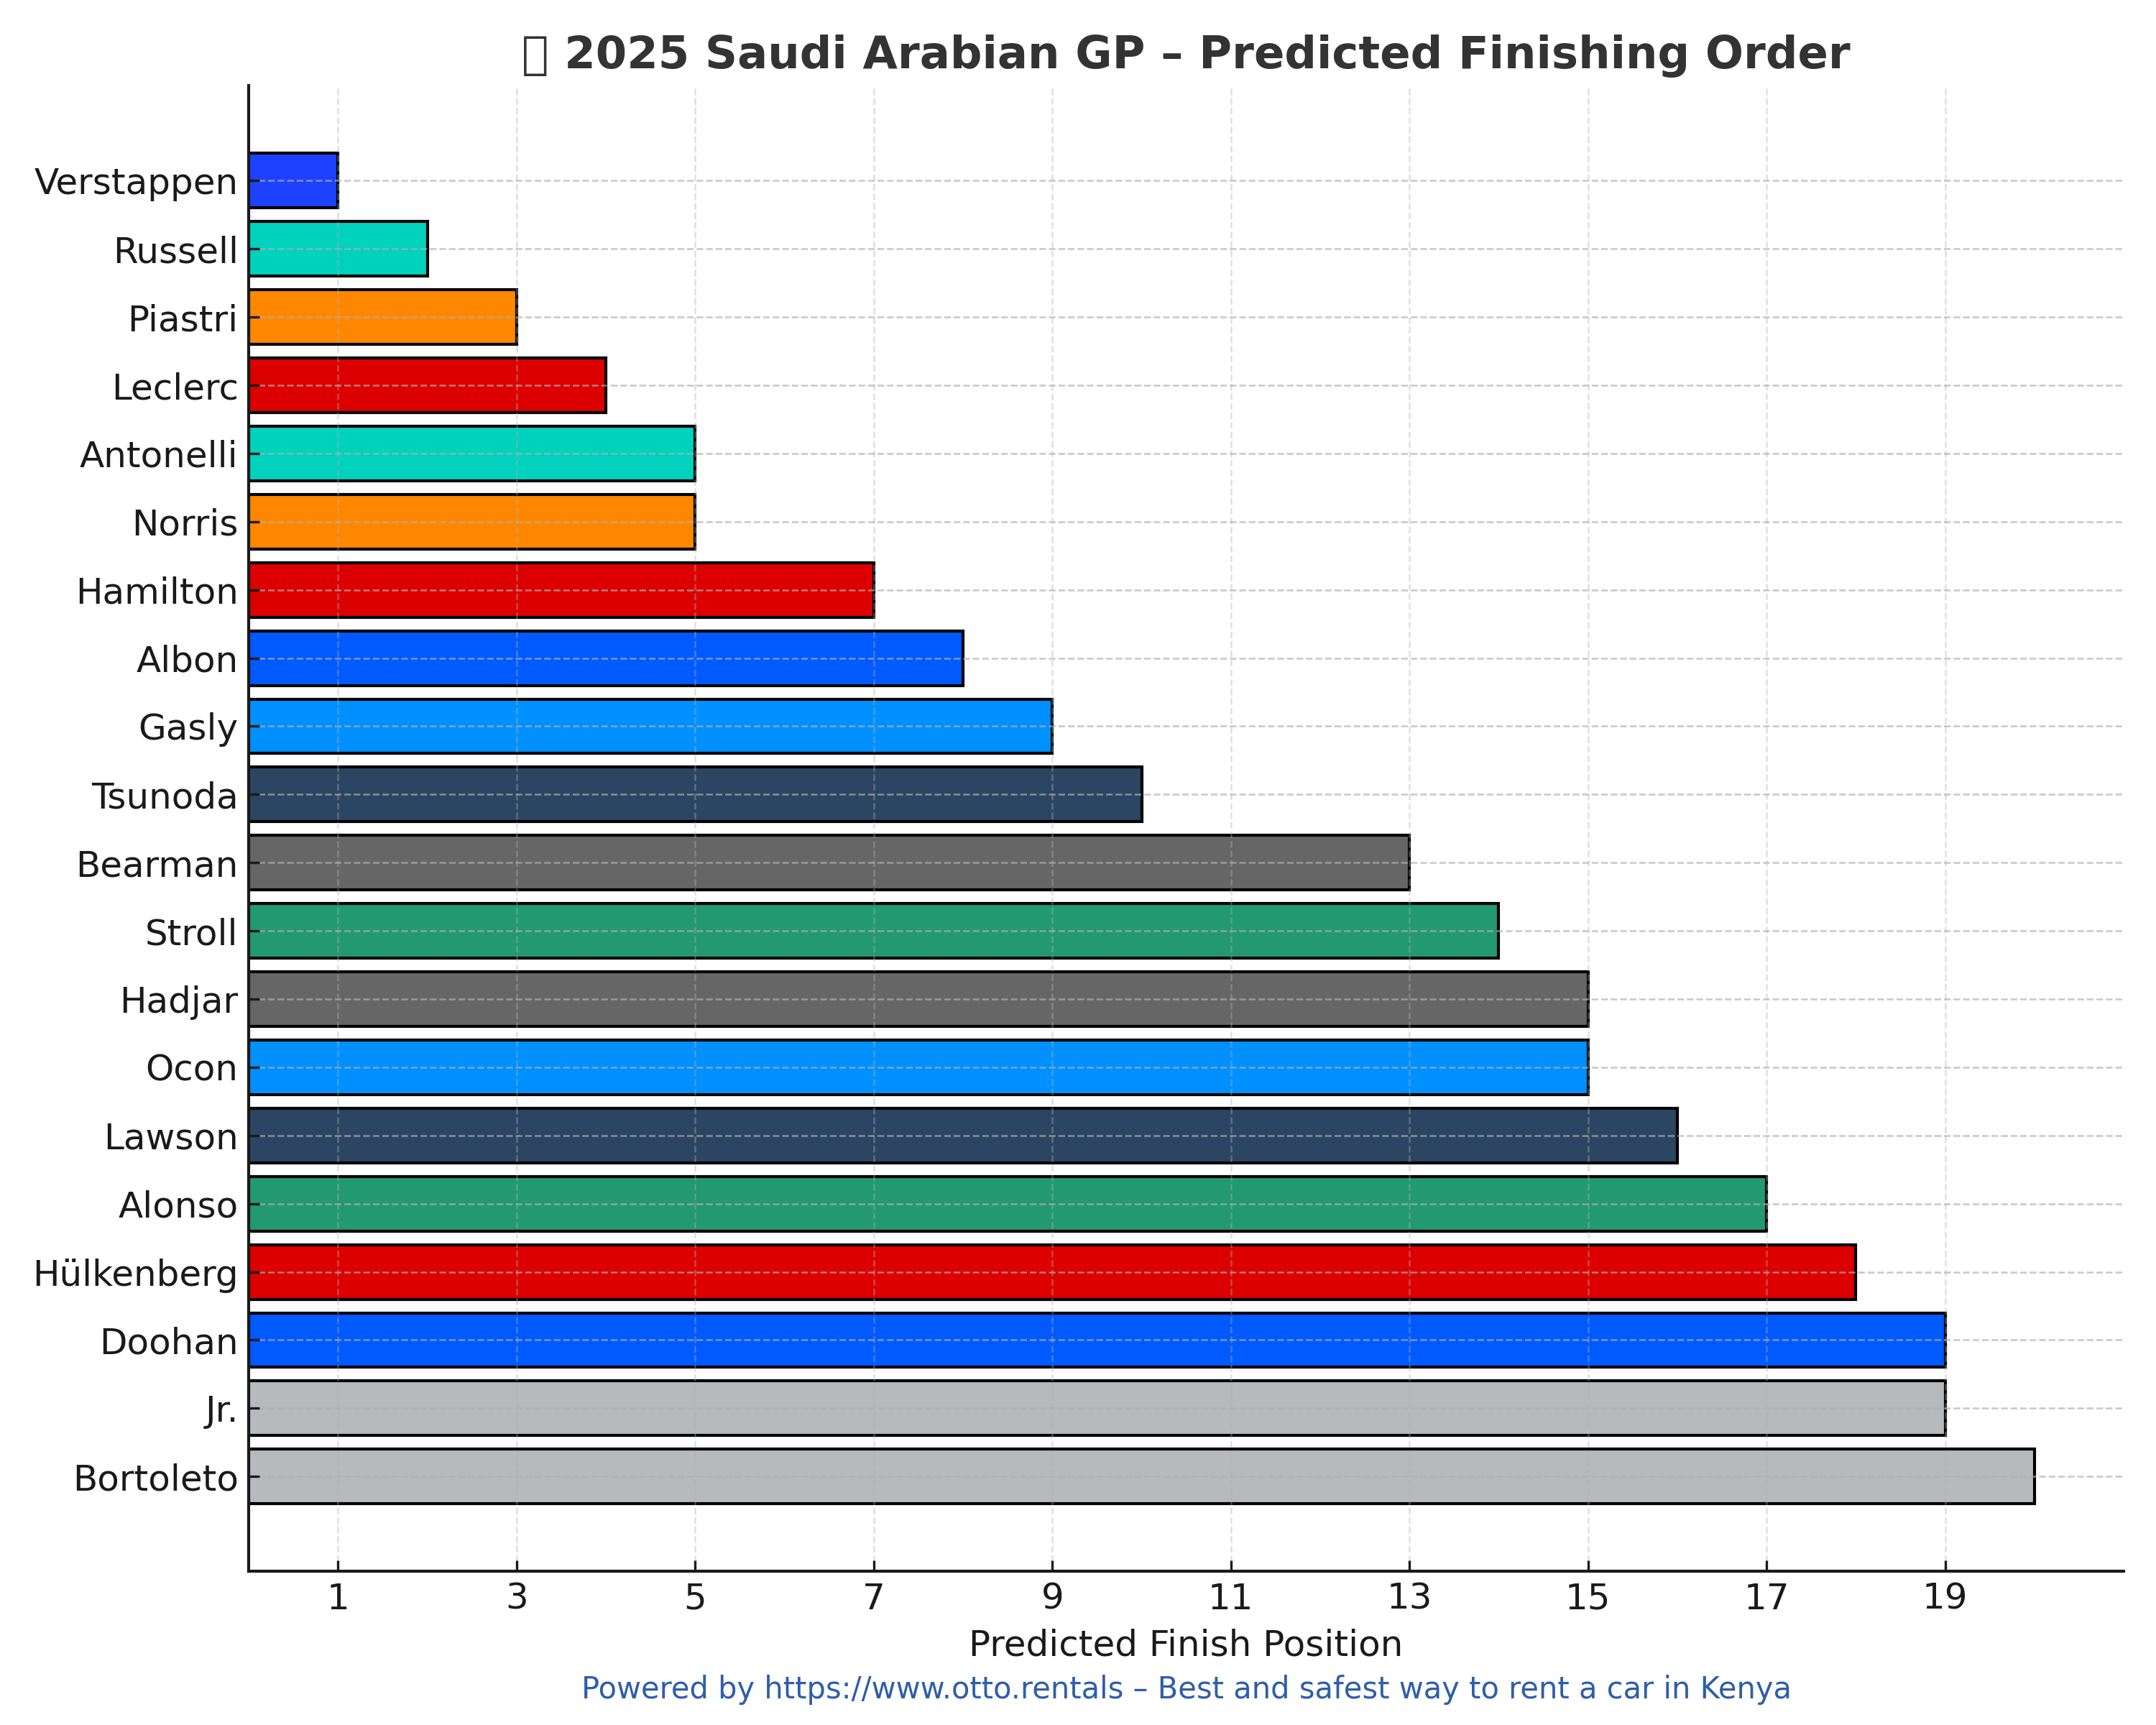 2025 Saudi Arabian GP – Predicted Finishing Order
Verstappen
Russell
Piastri
Leclerc
Antonelli
Norris
Hamilton
Albon
Gasly
Tsunoda
Bearman
Stroll
Hadjar
Ocon
Lawson
Alonso
Hülkenberg
Doohan
Jr.
Bortoleto
1 3 5 7 9 11 13 15 17 19
Predicted Finish Position
Powered by https://www.otto.rentals – Best and safest way to rent a car in Kenya